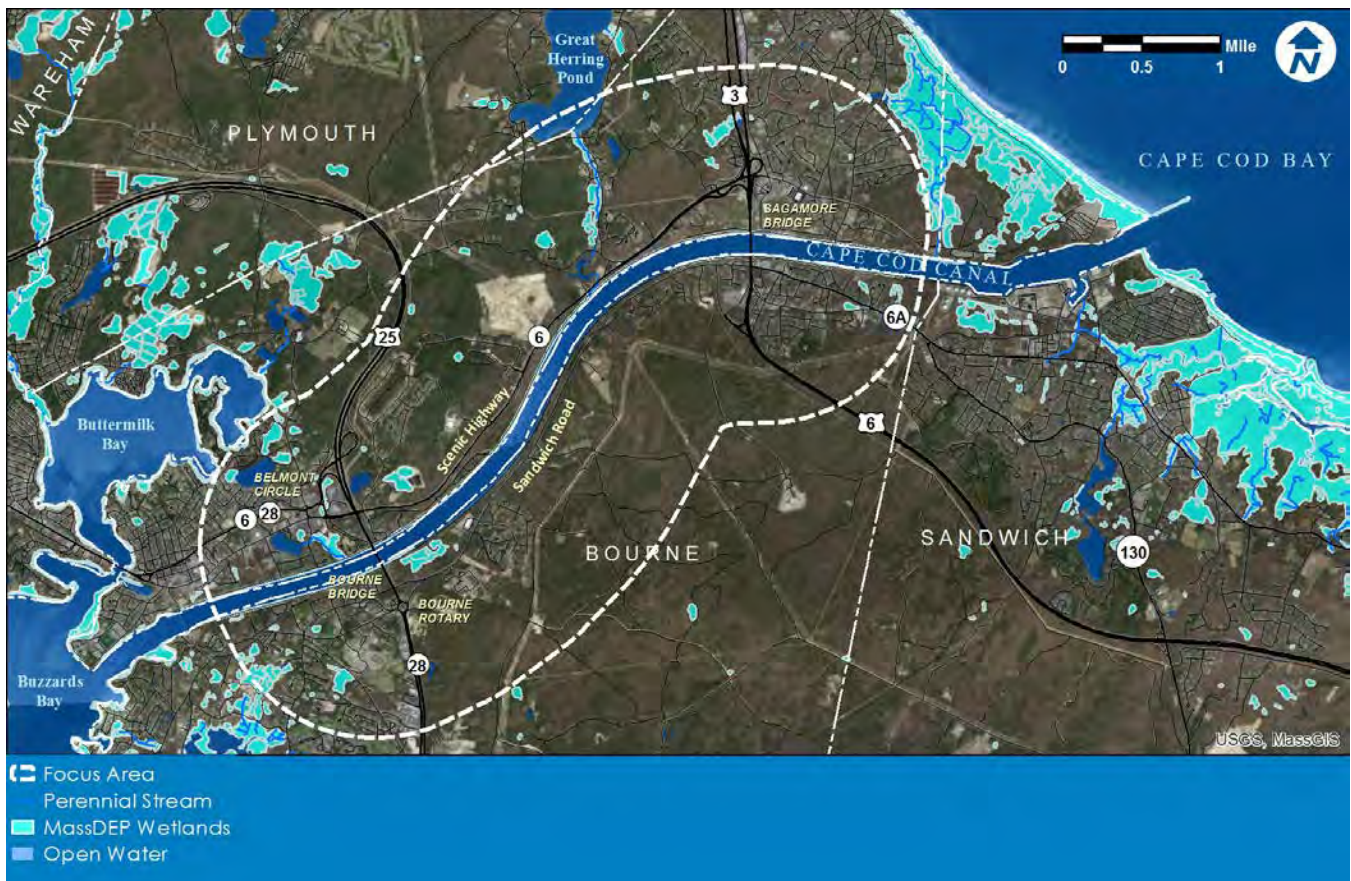 WAREHAM
PLYMOUTH
Great
Herring
Pond
3
Mile
0 0.5 1
N
CAPE COD BAY
SAGAMORE
BRIDGE
CAPE COD CANAL
6A
25
6
Scenic Highway
Sandwich Road
6
Buttermilk
Bay
BELMONT
CIRCLE
28
6
BOURNE
SANDWICH
130
BOURNE
BRIDGE
BOURNE
ROTARY
28
Buzzards
Bay
USGS, MassGIS
Focus Area
Perennial Stream
MassDEP Wetlands
Open Water